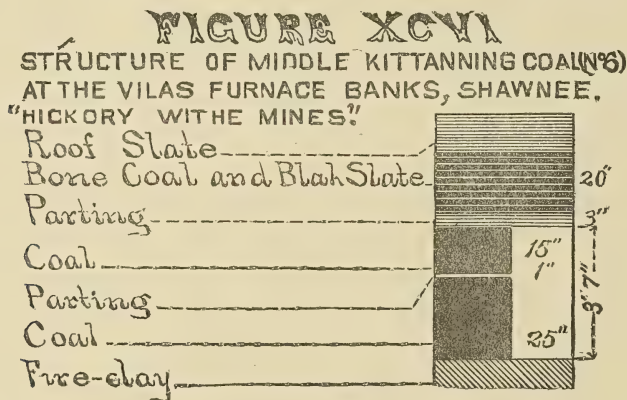 FIGURE XCVI
STRUCTURE OF MIDDLE KITTANNING COAL (Nº6)
AT THE VILAS FURNACE BANKS, SHAWNEE.
"HICKORY WITHE MINES."
Roof Slate
Bone Coal and Blah Slate 20"
Parting 3"
Coal 15"
Parting 1"
3' 7"
Coal 25"
Fire-clay